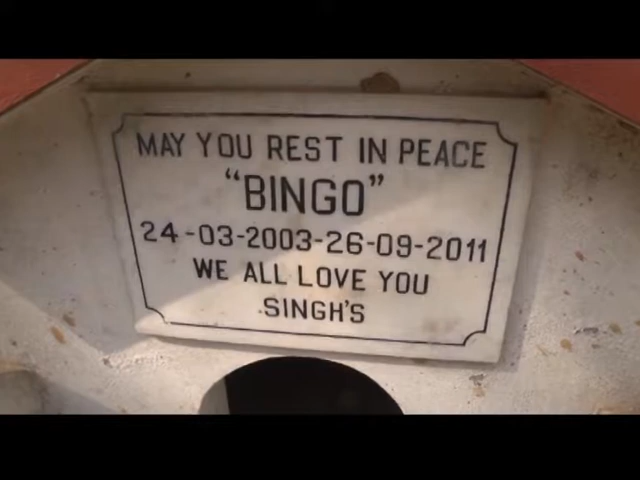 MAY YOU REST IN PEACE
"BINGO"
24-03-2003-26-09-2011
WE ALL LOVE YOU
SINGH'S